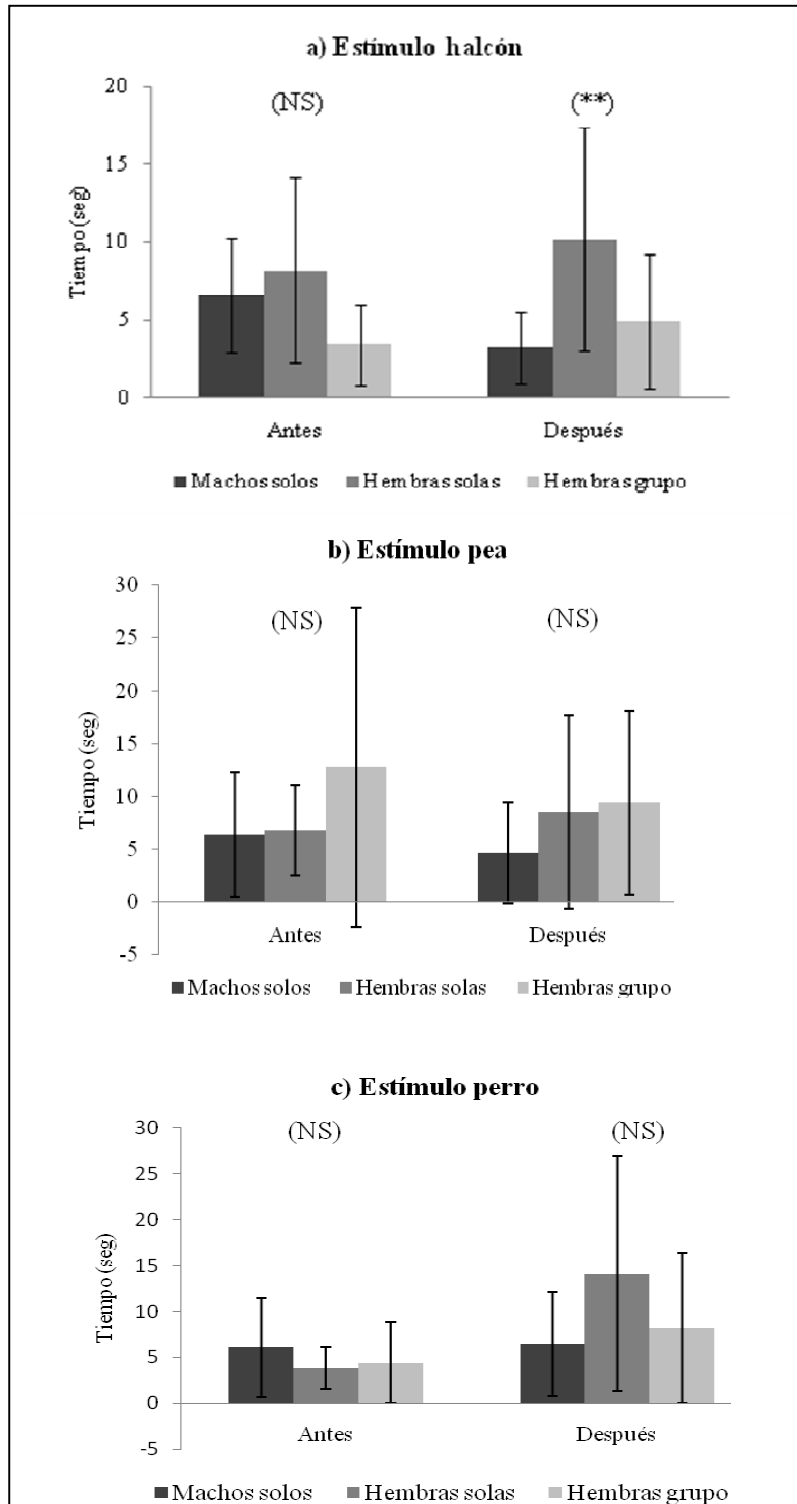 a) Estímulo halcón
20
15
10
5
0
Tiempo (seg)
(NS) (**)
Antes Después
Machos solos Hembras solas Hembras grupo
b) Estímulo pea
30
25
20
15
10
5
0
-5
Tiempo (seg)
(NS) (NS)
Antes Después
Machos solos Hembras solas Hembras grupo
c) Estímulo perro
30
25
20
15
10
5
0
-5
Tiempo (seg)
(NS) (NS)
Antes Después
Machos solos Hembras solas Hembras grupo